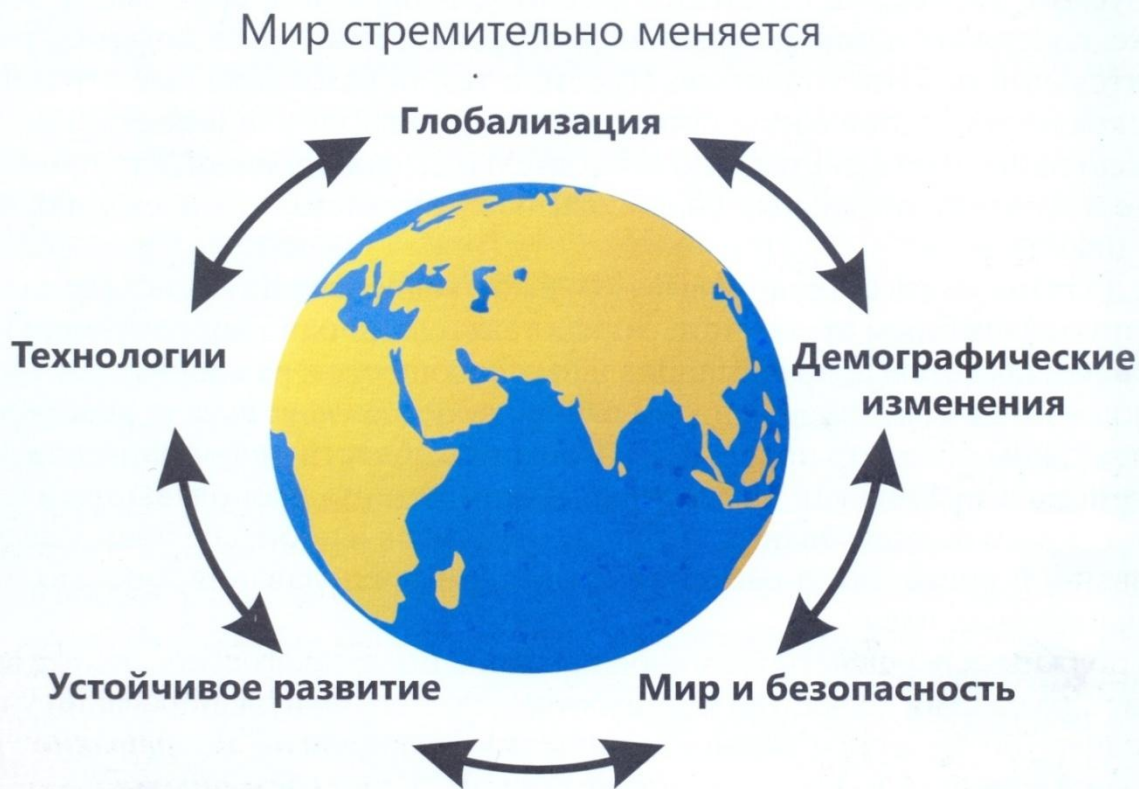 Мир стремительно меняется
Глобализация
Технологии
Демографические
изменения
Устойчивое развитие
Мир и безопасность